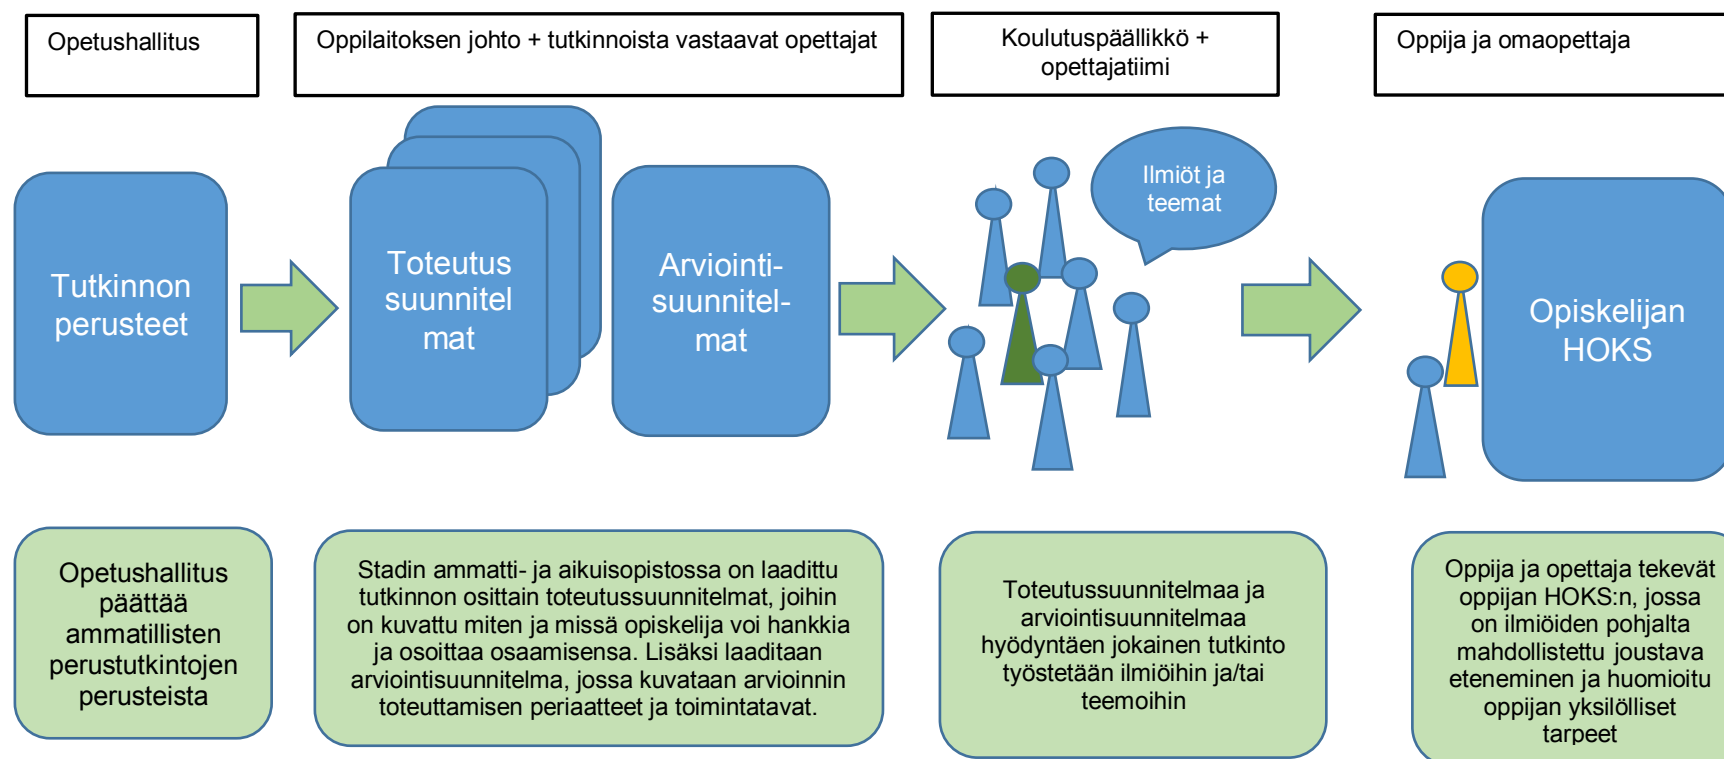 Opetushallitus
Oppilaitoksen johto + tutkinnoista vastaavat opettajat
Koulutuspäällikkö +
opettajatiimi
Oppija ja omaopettaja
Tutkinnon
perusteet
Toteutus
suunnitel
mat
Arviointi-
suunnitel-
mat
Ilmiöt ja
teemat
Opiskelijan
HOKS
Opetushallitus
päättää
ammatillisten
perustutkintojen
perusteista
Stadin ammatti- ja aikuisopistossa on laadittu
tutkinnon osittain toteutussuunnitelmat, joihin
on kuvattu miten ja missä opiskelija voi hankkia
ja osoittaa osaamisensa. Lisäksi laaditaan
arviointisuunnitelma, jossa kuvataan arvioinnin
toteuttamisen periaatteet ja toimintatavat.
Toteutussuunnitelmaa ja
arviointisuunnitelmaa
hyödyntäen jokainen tutkinto
työstetään ilmiöihin ja/tai
teemoihin
Oppija ja opettaja tekevät
oppijan HOKS:n, jossa
on ilmiöiden pohjalta
mahdollistettu joustava
eteneminen ja huomioitu
oppijan yksilölliset
tarpeet